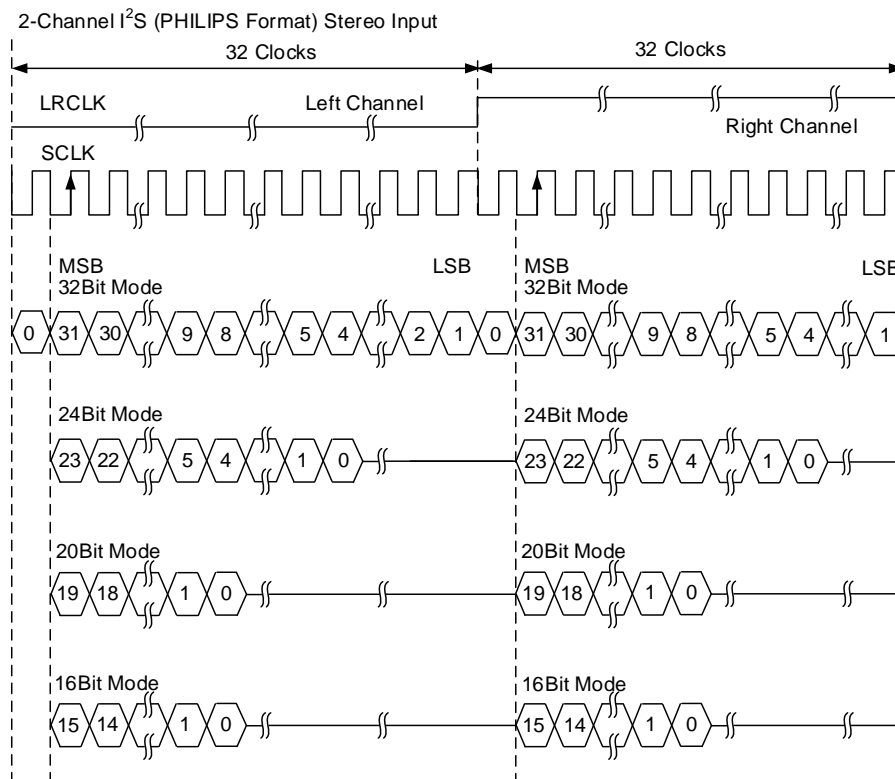 2-Channel I²S (PHILIPS Format) Stereo Input
32 Clocks 32 Clocks
LRCLK Left Channel
Right Channel
SCLK
MSB LSB MSB LSB
32Bit Mode 32Bit Mode
0 31 30 9 8 5 4 2 1 0 31 30 9 8 5 4 1
24Bit Mode 24Bit Mode
23 22 5 4 1 0 23 22 5 4 1 0
20Bit Mode 20Bit Mode
19 18 1 0 19 18 1 0
16Bit Mode 16Bit Mode
15 14 1 0 15 14 1 0